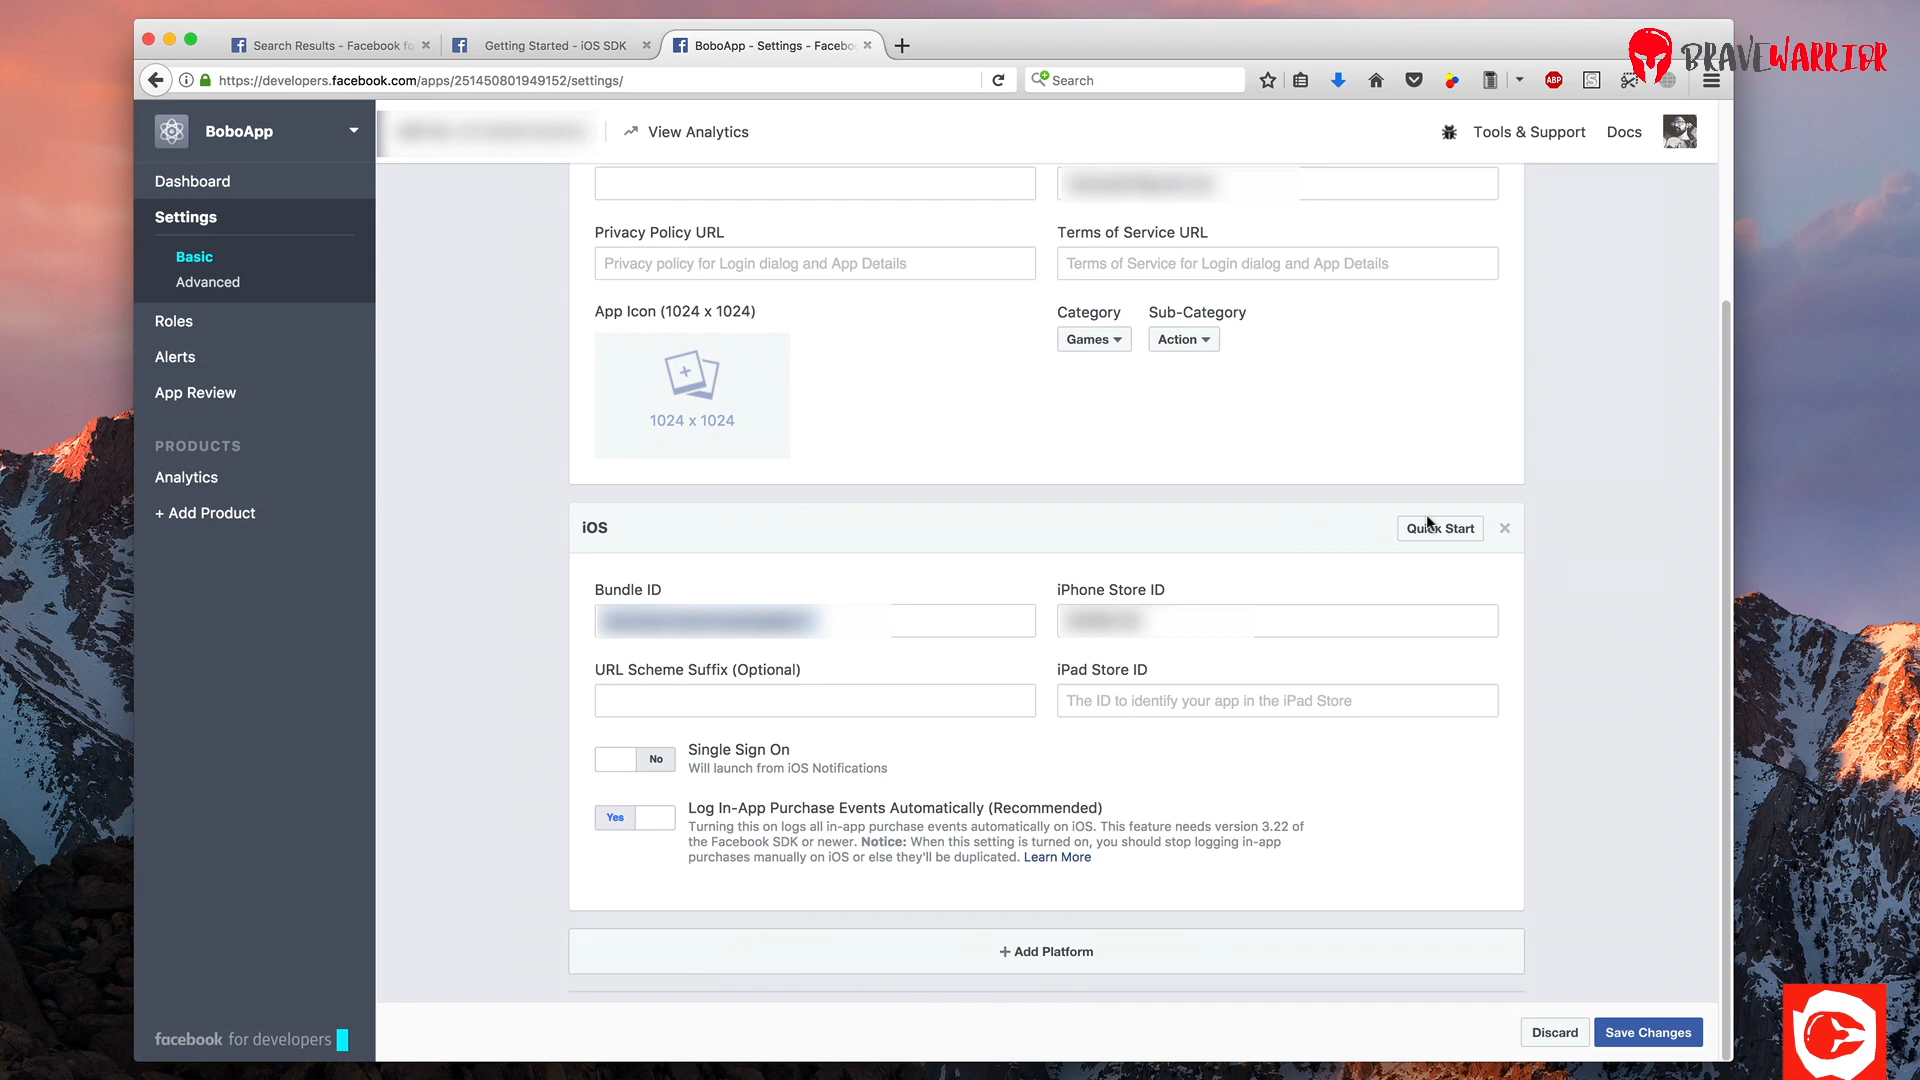 Search Results - Facebook fo
Getting Started - iOS SDK
BoboApp - Settings - Facebo
BRAVEWARRIOR
https://developers.facebook.com/apps/251450801949152/settings/
Search
ABP
S
BoboApp
View Analytics
Tools & Support
Docs
Dashboard
Settings
Basic
Advanced
Roles
Alerts
App Review
PRODUCTS
Analytics
+ Add Product
Privacy Policy URL
Terms of Service URL
Privacy policy for Login dialog and App Details
Terms of Service for Login dialog and App Details
App Icon (1024 x 1024)
Category
Sub-Category
Games
Action
1024 x 1024
iOS
Quick Start
Bundle ID
iPhone Store ID
URL Scheme Suffix (Optional)
iPad Store ID
The ID to identify your app in the iPad Store
No
Single Sign On
Will launch from iOS Notifications
Yes
Log In-App Purchase Events Automatically (Recommended)
Turning this on logs all in-app purchase events automatically on iOS. This feature needs version 3.22 of
the Facebook SDK or newer. Notice: When this setting is turned on, you should stop logging in-app
purchases manually on iOS or else they'll be duplicated. Learn More
+ Add Platform
facebook for developers
Discard
Save Changes